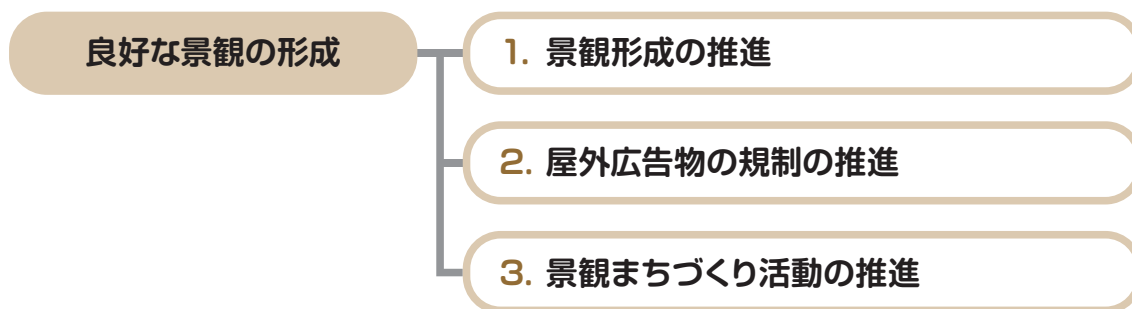 良好な景観の形成
1. 景観形成の推進
2. 屋外広告物の規制の推進
3. 景観まちづくり活動の推進